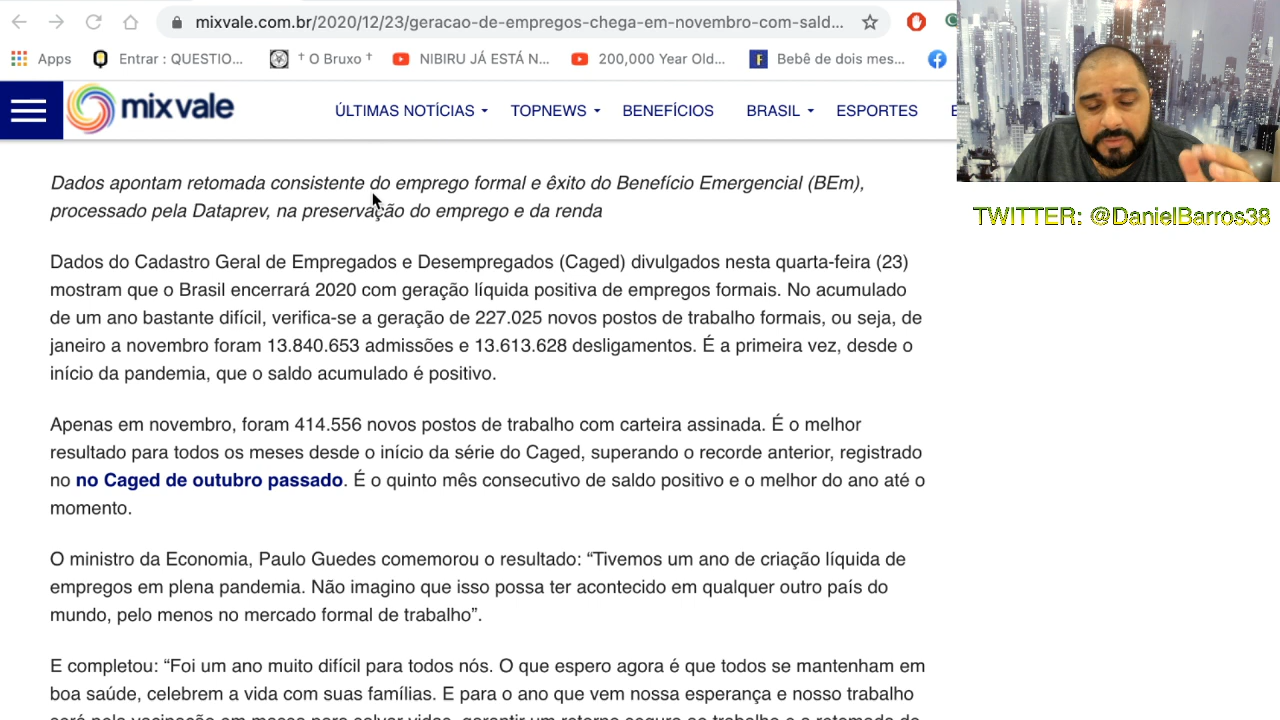 mixvale.com.br/2020/12/23/geracao-de-empregos-chega-em-novembro-com-sald...
Apps
Entrar : QUESTIO...
† O Bruxo †
NIBIRU JÁ ESTÁ N...
200,000 Year Old...
Bebê de dois mes...
mix vale
ÚLTIMAS NOTÍCIAS
TOPNEWS
BENEFÍCIOS
BRASIL
ESPORTES
TWITTER: @DanielBarros38
Dados apontam retomada consistente do emprego formal e êxito do Benefício Emergencial (BEm),
processado pela Dataprev, na preservação do emprego e da renda
Dados do Cadastro Geral de Empregados e Desempregados (Caged) divulgados nesta quarta-feira (23)
mostram que o Brasil encerrará 2020 com geração líquida positiva de empregos formais. No acumulado
de um ano bastante difícil, verifica-se a geração de 227.025 novos postos de trabalho formais, ou seja, de
janeiro a novembro foram 13.840.653 admissões e 13.613.628 desligamentos. É a primeira vez, desde o
início da pandemia, que o saldo acumulado é positivo.
Apenas em novembro, foram 414.556 novos postos de trabalho com carteira assinada. É o melhor
resultado para todos os meses desde o início da série do Caged, superando o recorde anterior, registrado
no no Caged de outubro passado. É o quinto mês consecutivo de saldo positivo e o melhor do ano até o
momento.
O ministro da Economia, Paulo Guedes comemorou o resultado: “Tivemos um ano de criação líquida de
empregos em plena pandemia. Não imagino que isso possa ter acontecido em qualquer outro país do
mundo, pelo menos no mercado formal de trabalho”.
E completou: “Foi um ano muito difícil para todos nós. O que espero agora é que todos se mantenham em
boa saúde, celebrem a vida com suas famílias. E para o ano que vem nossa esperança e nosso trabalho